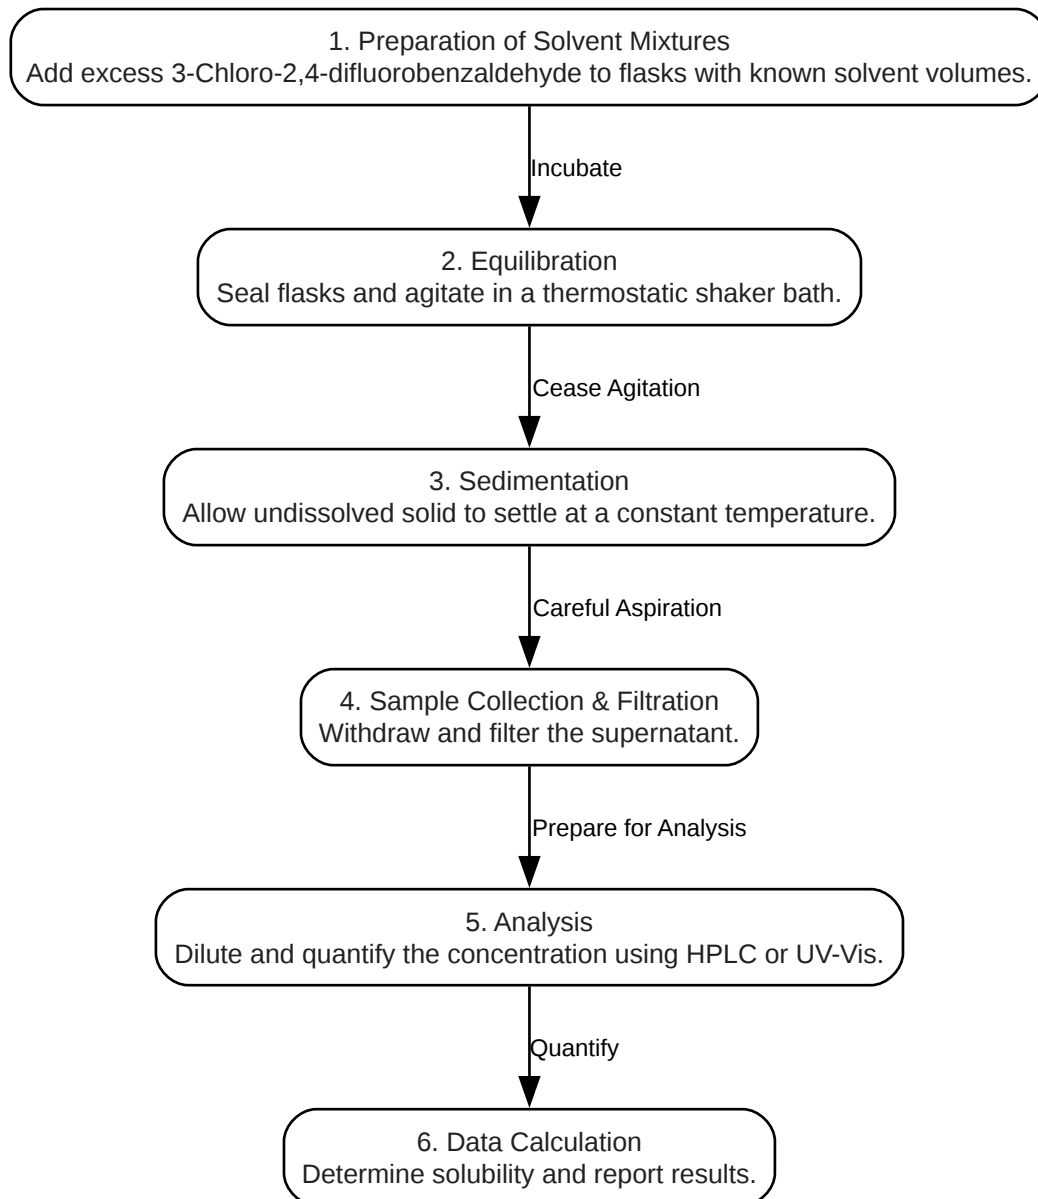 1. Preparation of Solvent Mixtures
Add excess 3-Chloro-2,4-difluorobenzaldehyde to flasks with known solvent volumes.
Incubate
2. Equilibration
Seal flasks and agitate in a thermostatic shaker bath.
Cease Agitation
3. Sedimentation
Allow undissolved solid to settle at a constant temperature.
Careful Aspiration
4. Sample Collection & Filtration
Withdraw and filter the supernatant.
Prepare for Analysis
5. Analysis
Dilute and quantify the concentration using HPLC or UV-Vis.
Quantify
6. Data Calculation
Determine solubility and report results.